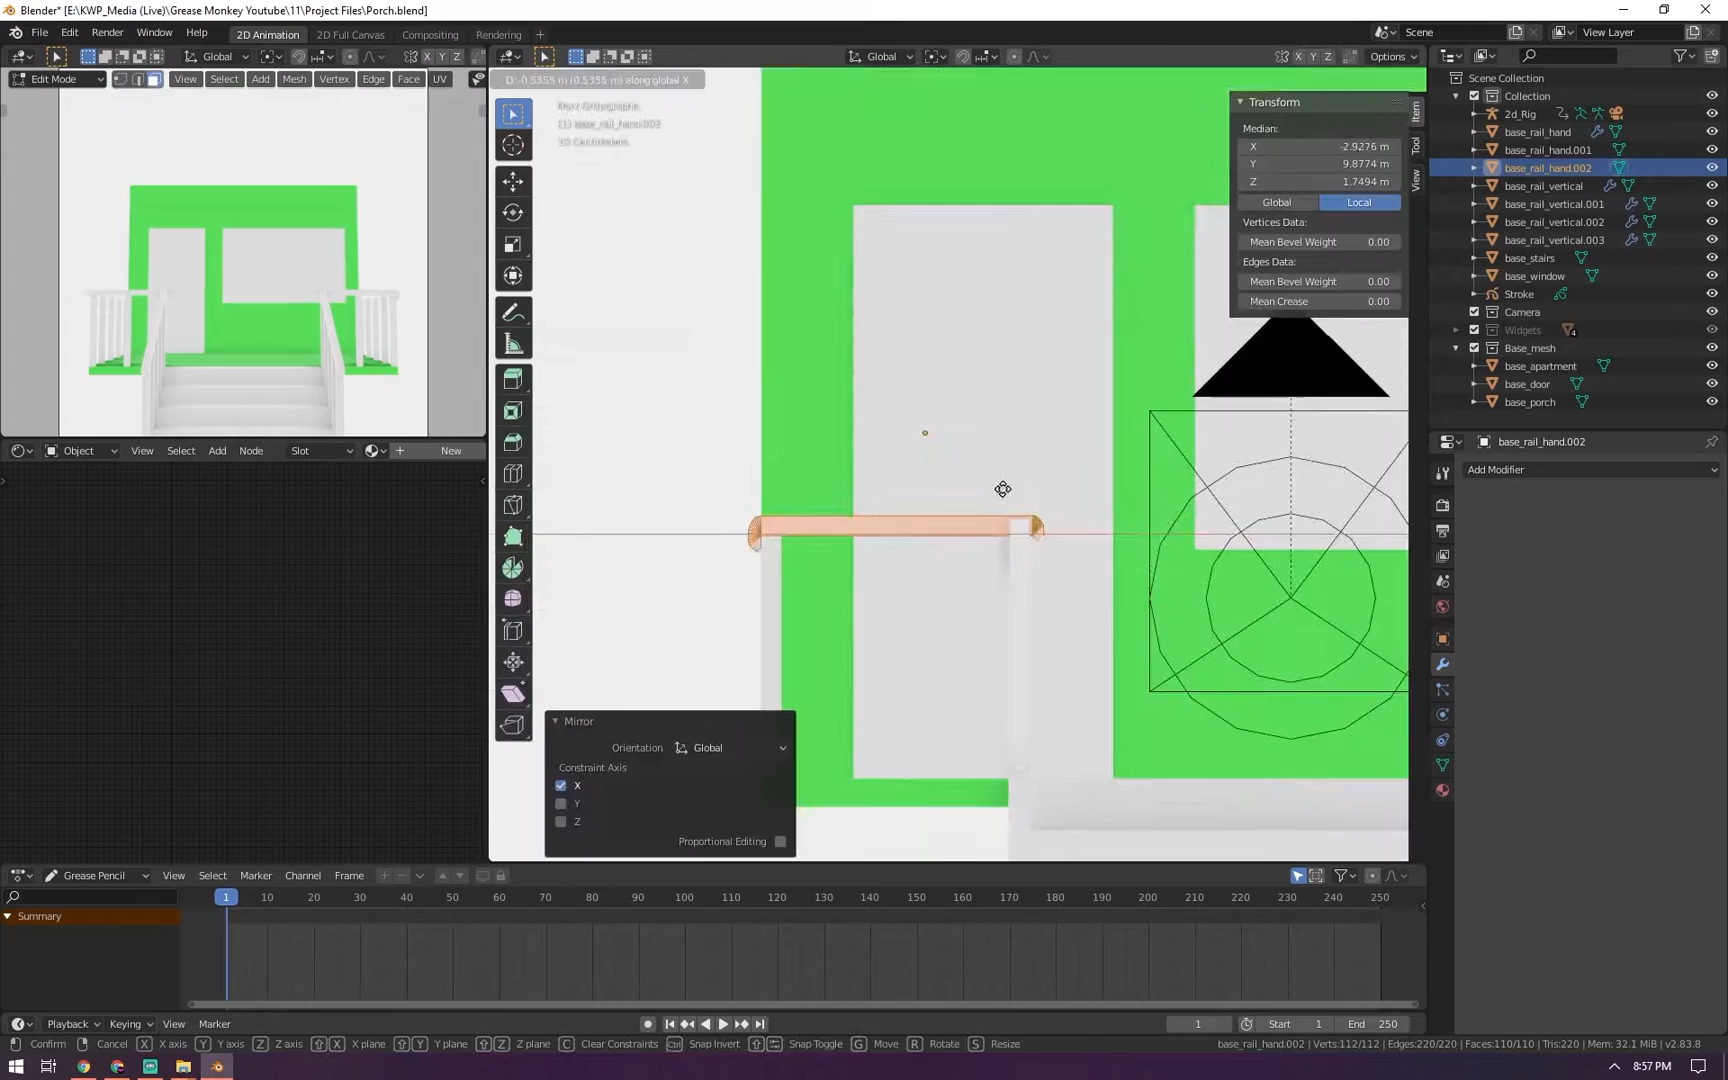 Blender* [E:\KWP_Media (Live)\Grease Monkey Youtube\11\Project Files\Porch.blend]
File Edit Render Window Help 2D Animation 2D Full Canvas Compositing Rendering + Scene View Layer
Global Global Options
Edit Mode View Select Add Mesh Vertex Edge Face UV
D: -0.5355 m (0.5355 m) along global X
Front Orthographic
(1) base_rail_hand.002
10 Centimeters
Transform
Median:
X -2.9276 m
Y 9.8774 m
Z 1.7494 m
Global Local
Vertices Data:
Mean Bevel Weight 0.00
Edges Data:
Mean Bevel Weight 0.00
Mean Crease 0.00
Item
Tool
View
Scene Collection
Collection
2d_Rig
base_rail_hand
base_rail_hand.001
base_rail_hand.002
base_rail_vertical
base_rail_vertical.001
base_rail_vertical.002
base_rail_vertical.003
base_stairs
base_window
Stroke
Camera
Widgets 4
Base_mesh
base_apartment
base_door
base_porch
base_rail_hand.002
Add Modifier
Object View Select Add Node Slot New
Mirror
Orientation Global
Constraint Axis
X
Y
Z
Proportional Editing
Grease Pencil View Select Marker Channel Frame
1 10 20 30 40 50 60 70 80 90 100 110 120 130 140 150 160 170 180 190 200 210 220 230 240 250
Summary
Playback Keying View Marker 1 Start 1 End 250
Confirm Cancel X X axis Y Y axis Z Z axis X X plane Y Y plane Z Z plane C Clear Constraints Ctrl Snap Invert Snap Toggle G Move R Rotate S Resize base_rail_hand.002 | Verts:112/112 | Edges:220/220 | Faces:110/110 | Tris:220 | Mem: 32.1 MiB | v2.83.8
8:57 PM